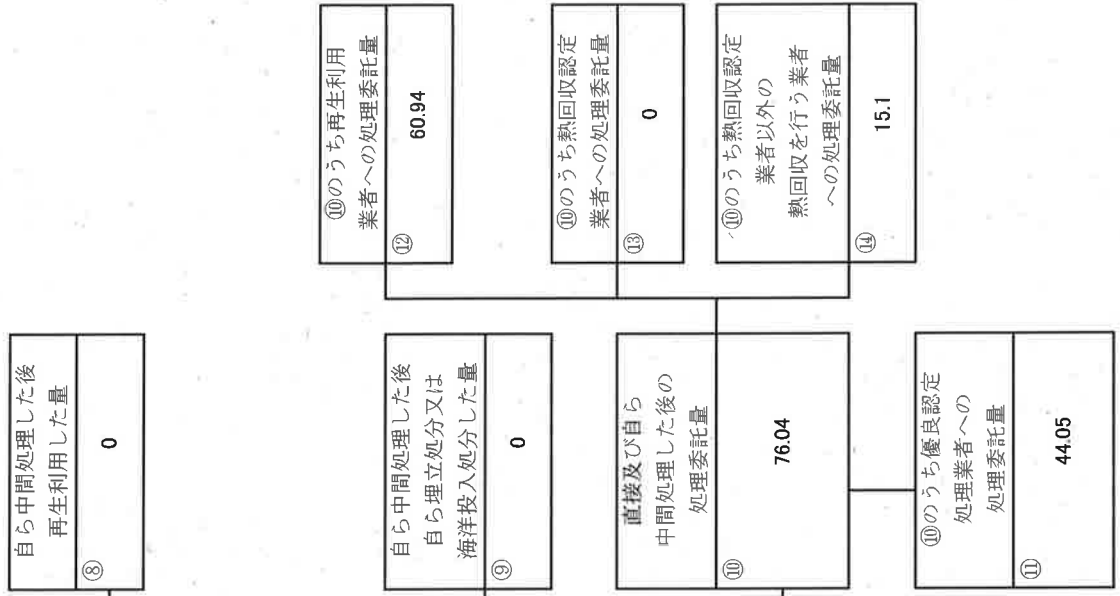 自ら中間処理した後
再生利用した量
⑧
0
自ら中間処理した後
自ら埋立処分又は
海洋投入処分した量
⑨
0
直接及び自ら
中間処理した後の
処理委託量
⑩
76.04
⑩のうち優良認定
処理業者への
処理委託量
⑪
44.05
⑩のうち再生利用
業者への処理委託量
⑫
60.94
⑩のうち熱回収認定
業者への処理委託量
⑬
0
⑩のうち熱回収認定
業者以外の
熱回収を行う業者
への処理委託量
⑭
15.1